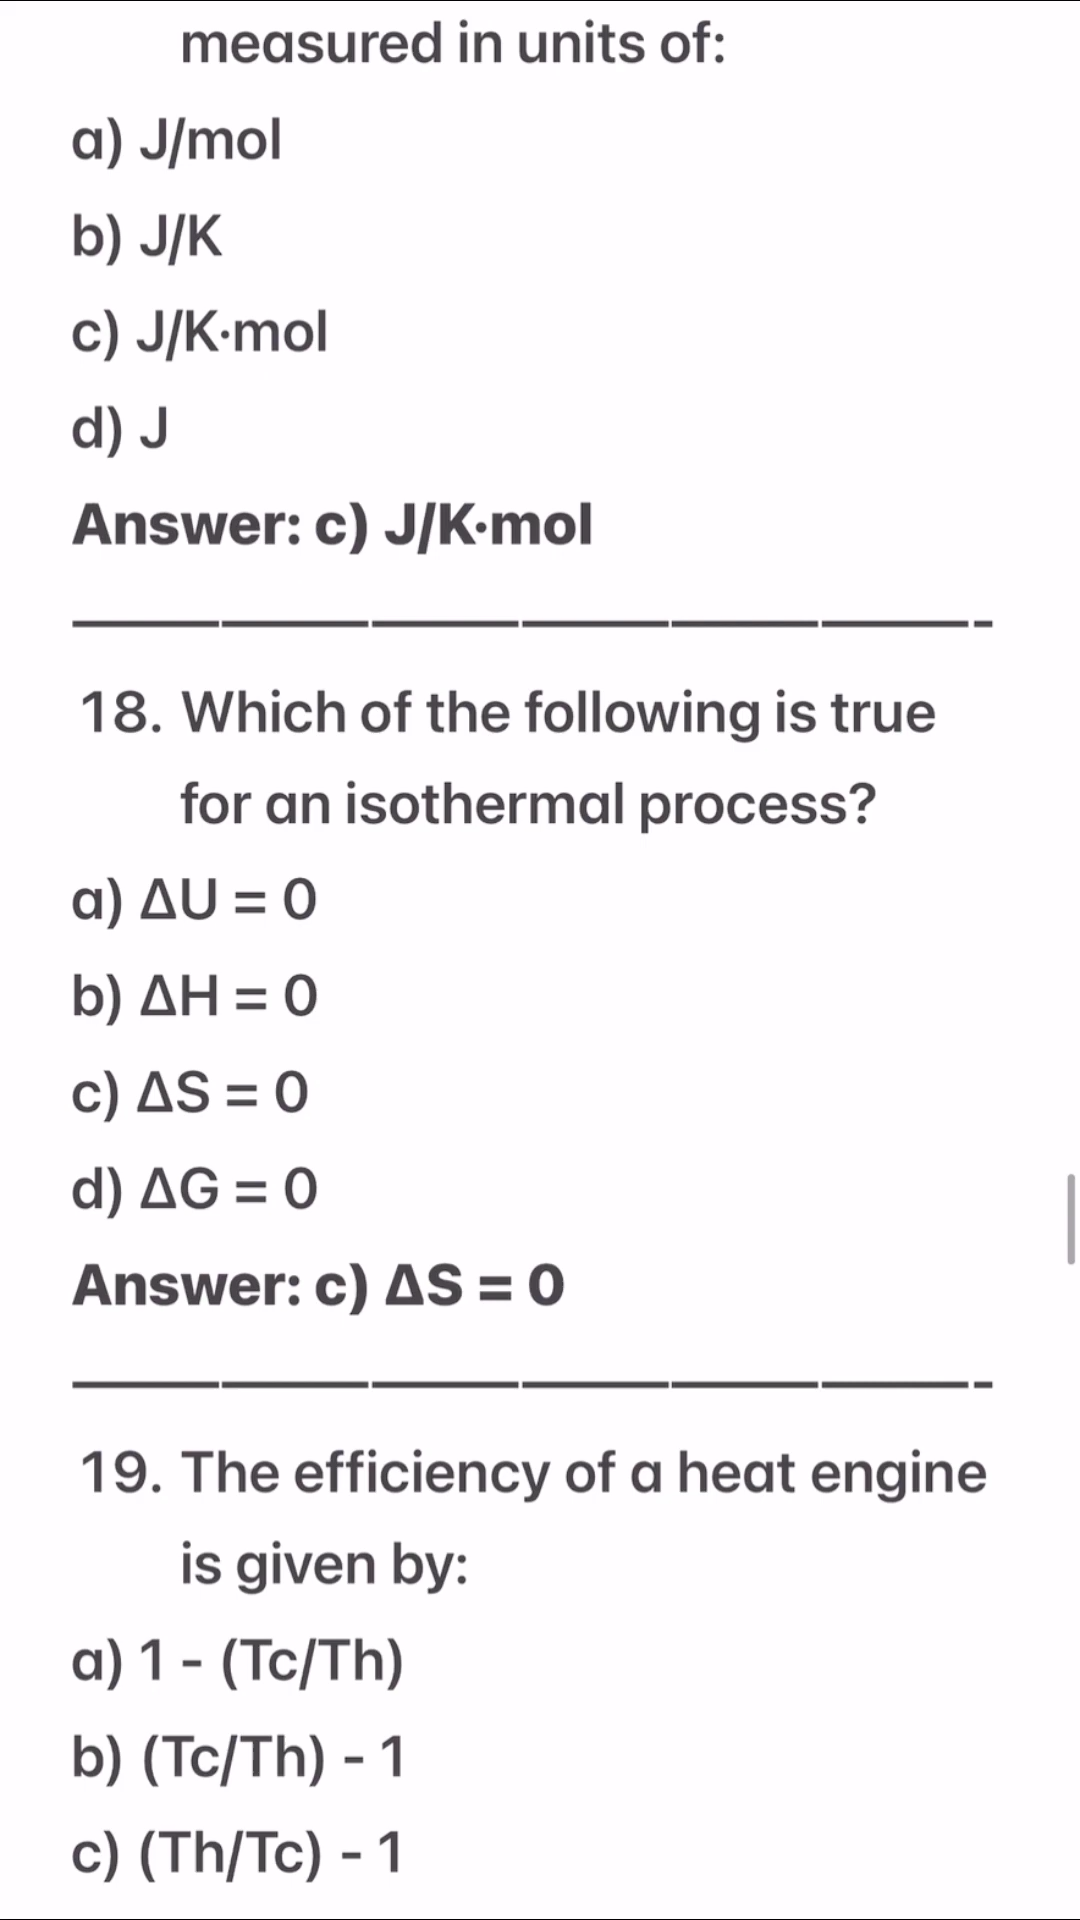 measured in units of:
a) J/mol
b) J/K
c) J/K·mol
d) J
Answer: c) J/K·mol
——————————————————-
18. Which of the following is true
for an isothermal process?
a) ΔU = 0
b) ΔH = 0
c) ΔS = 0
d) ΔG = 0
Answer: c) ΔS = 0
——————————————————-
19. The efficiency of a heat engine
is given by:
a) 1 - (Tc/Th)
b) (Tc/Th) - 1
c) (Th/Tc) - 1